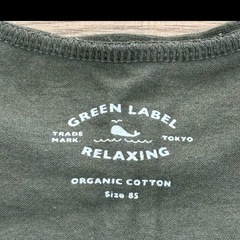 GREEN LABEL
TRADE MARK. TOKYO
RELAXING
ORGANIC COTTON
Size 85